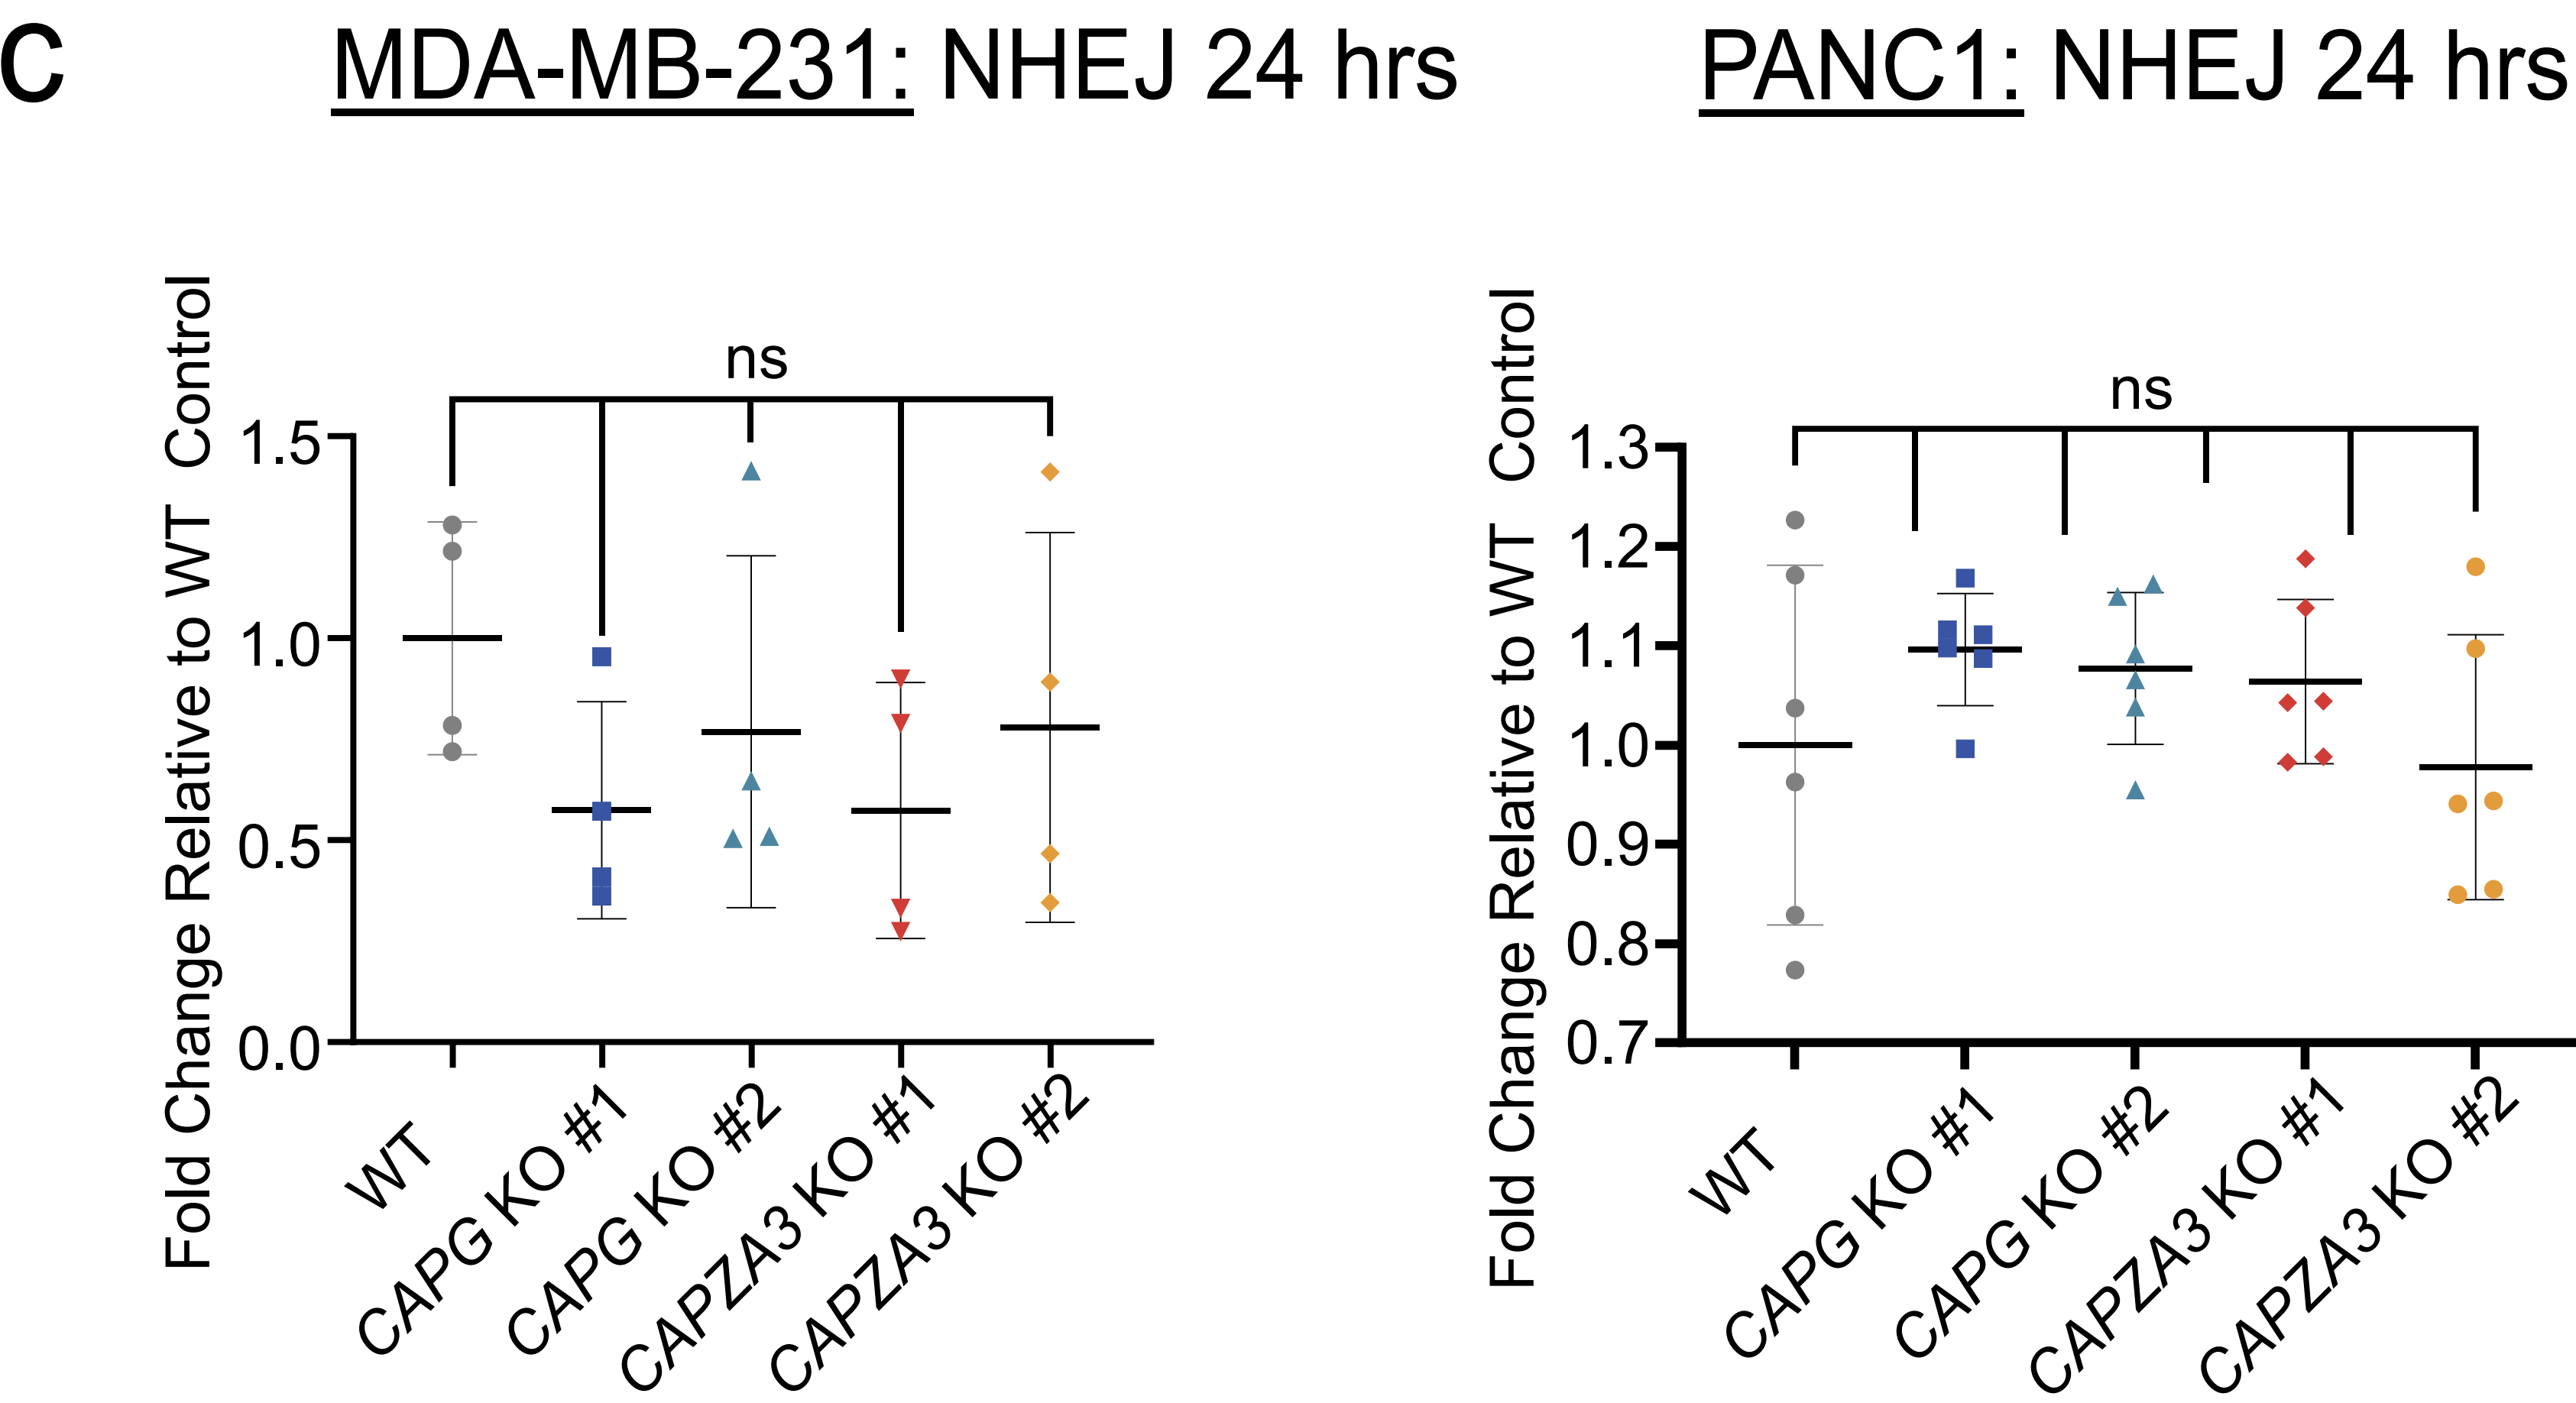 C
MDA-MB-231: NHEJ 24 hrs
Fold Change Relative to WT Control
ns
1.5
1.0
0.5
0.0
WT
CAPG KO #1
CAPG KO #2
CAPZA3 KO #1
CAPZA3 KO #2
PANC1: NHEJ 24 hrs
Fold Change Relative to WT Control
ns
1.3
1.2
1.1
1.0
0.9
0.8
0.7
WT
CAPG KO #1
CAPG KO #2
CAPZA3 KO #1
CAPZA3 KO #2